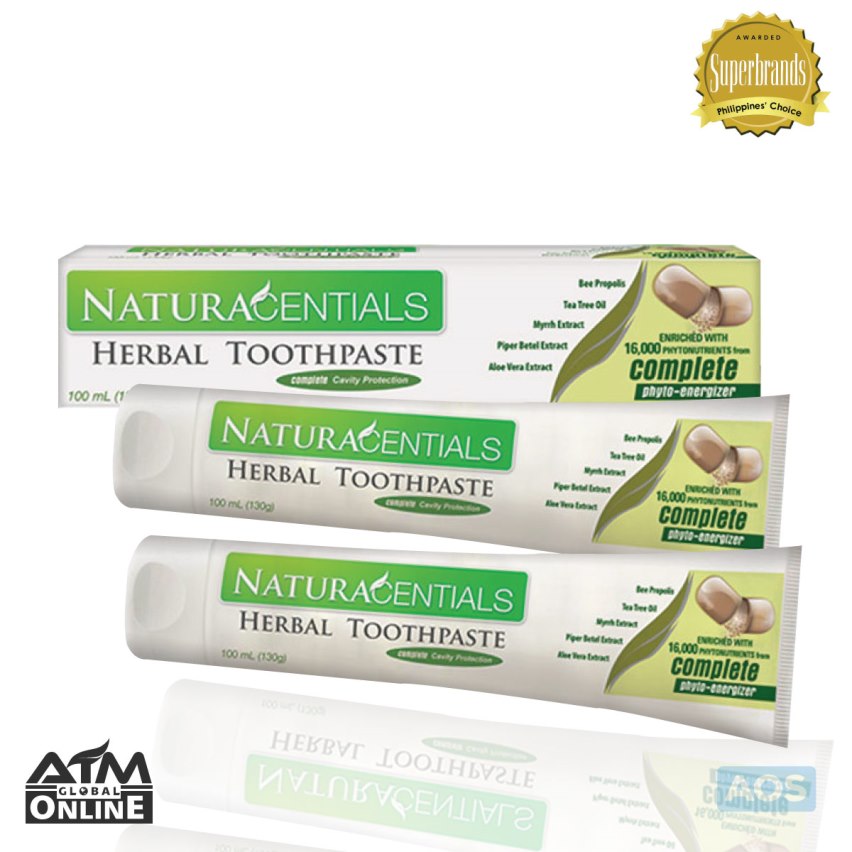 AWARDED
Superbrands
Philippines' Choice
NATURACENTIALS
HERBAL TOOTHPASTE
complete Cavity Protection
100 mL
Bee Propolis
Tea Tree Oil
Myrrh Extract
Piper Betel Extract
Aloe Vera Extract
ENRICHED WITH
16,000 PHYTONUTRIENTS from
complete
phyto-energizer
NATURACENTIALS
HERBAL TOOTHPASTE
100 mL (130g)
complete Cavity Protection
Bee Propolis
Tea Tree Oil
Myrrh Extract
Piper Betel Extract
Aloe Vera Extract
ENRICHED WITH
16,000 PHYTONUTRIENTS from
complete
phyto-energizer
NATURACENTIALS
HERBAL TOOTHPASTE
100 mL (130g)
complete Cavity Protection
Bee Propolis
Tea Tree Oil
Myrrh Extract
Piper Betel Extract
Aloe Vera Extract
ENRICHED WITH
16,000 PHYTONUTRIENTS from
complete
phyto-energizer
ATM
GLOBAL
ONLINE
AOS